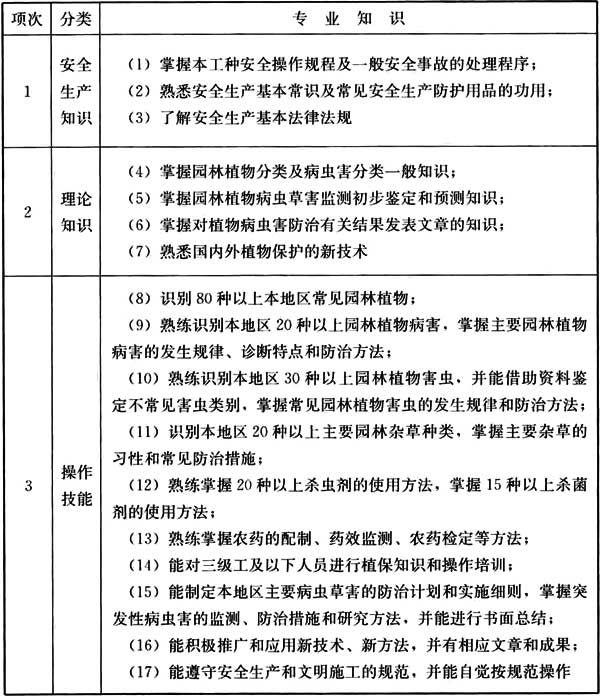 项次 分类 专业知识
1 安全生产知识
（1）掌握本工种安全操作规程及一般安全事故的处理程序；
（2）熟悉安全生产基本常识及常见安全生产防护用品的功用；
（3）了解安全生产基本法律法规
2 理论知识
（4）掌握园林植物分类及病虫害分类一般知识；
（5）掌握园林植物病虫草害监测初步鉴定和预测知识；
（6）掌握对植物病虫害防治有关结果发表文章的知识；
（7）熟悉国内外植物保护的新技术
3 操作技能
（8）识别80种以上本地区常见园林植物；
（9）熟练识别本地区20种以上园林植物病害，掌握主要园林植物
病害的发生规律、诊断特点和防治方法；
（10）熟练识别本地区30种以上园林植物害虫，并能借助资料鉴
定不常见害虫类别，掌握常见园林植物害虫的发生规律和防治方法；
（11）识别本地区20种以上主要园林杂草种类，掌握主要杂草的
习性和常见防治措施；
（12）熟练掌握20种以上杀虫剂的使用方法，掌握15种以上杀菌
剂的使用方法；
（13）熟练掌握农药的配制、药效监测、农药检定等方法；
（14）能对三级工及以下人员进行植保知识和操作培训；
（15）能制定本地区主要病虫草害的防治计划和实施细则，掌握突
发性病虫害的监测、防治措施和研究方法，并能进行书面总结；
（16）能积极推广和应用新技术、新方法，并有相应文章和成果；
（17）能遵守安全生产和文明施工的规范，并能自觉按规范操作